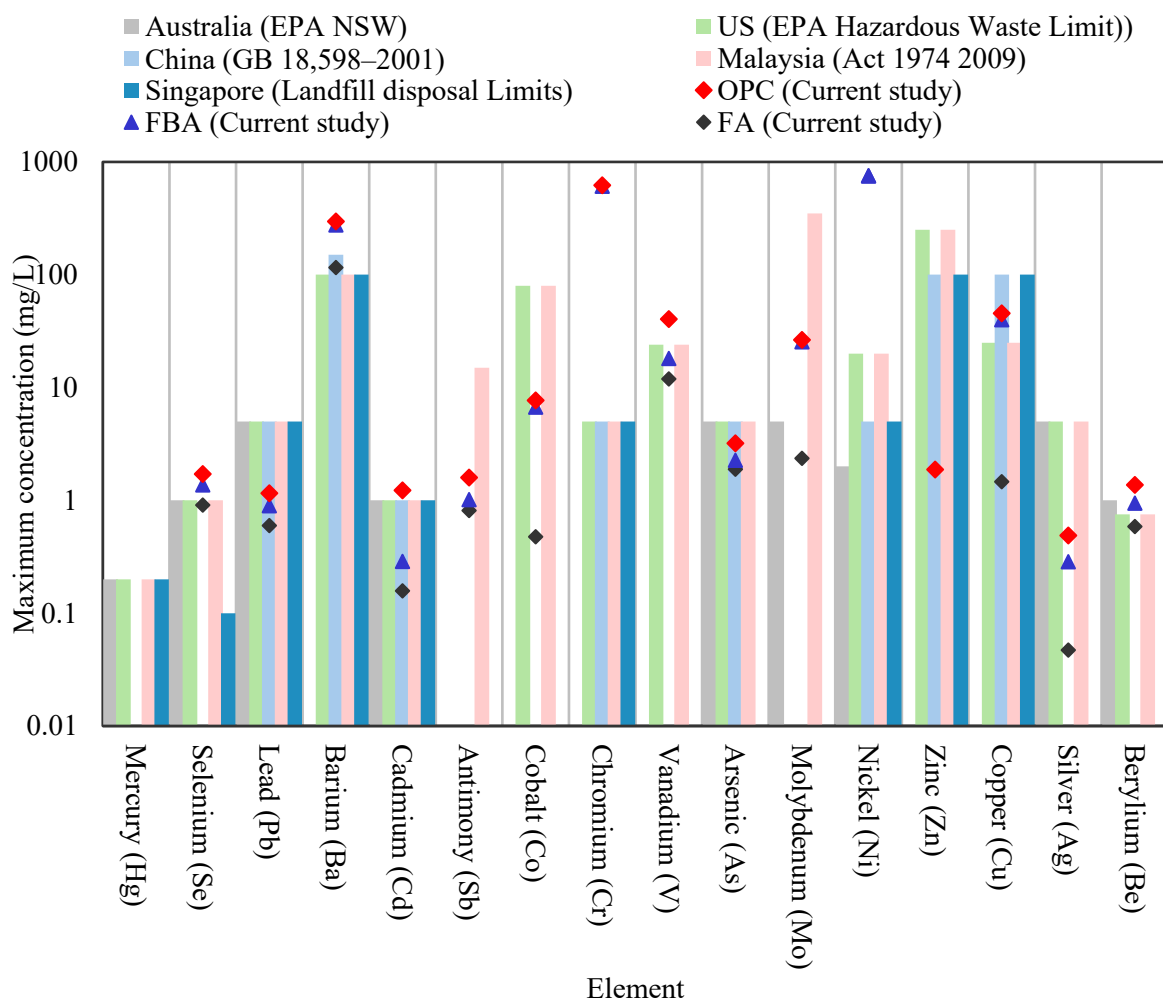 Australia (EPA NSW)
US (EPA Hazardous Waste Limit))
China (GB 18,598–2001)
Malaysia (Act 1974 2009)
Singapore (Landfill disposal Limits)
OPC (Current study)
FBA (Current study)
FA (Current study)
Maximum concentration (mg/L)
1000
100
10
1
0.1
0.01
Mercury (Hg)
Selenium (Se)
Lead (Pb)
Barium (Ba)
Cadmium (Cd)
Antimony (Sb)
Cobalt (Co)
Chromium (Cr)
Vanadium (V)
Arsenic (As)
Molybdenum (Mo)
Nickel (Ni)
Zinc (Zn)
Copper (Cu)
Silver (Ag)
Berylium (Be)
Element